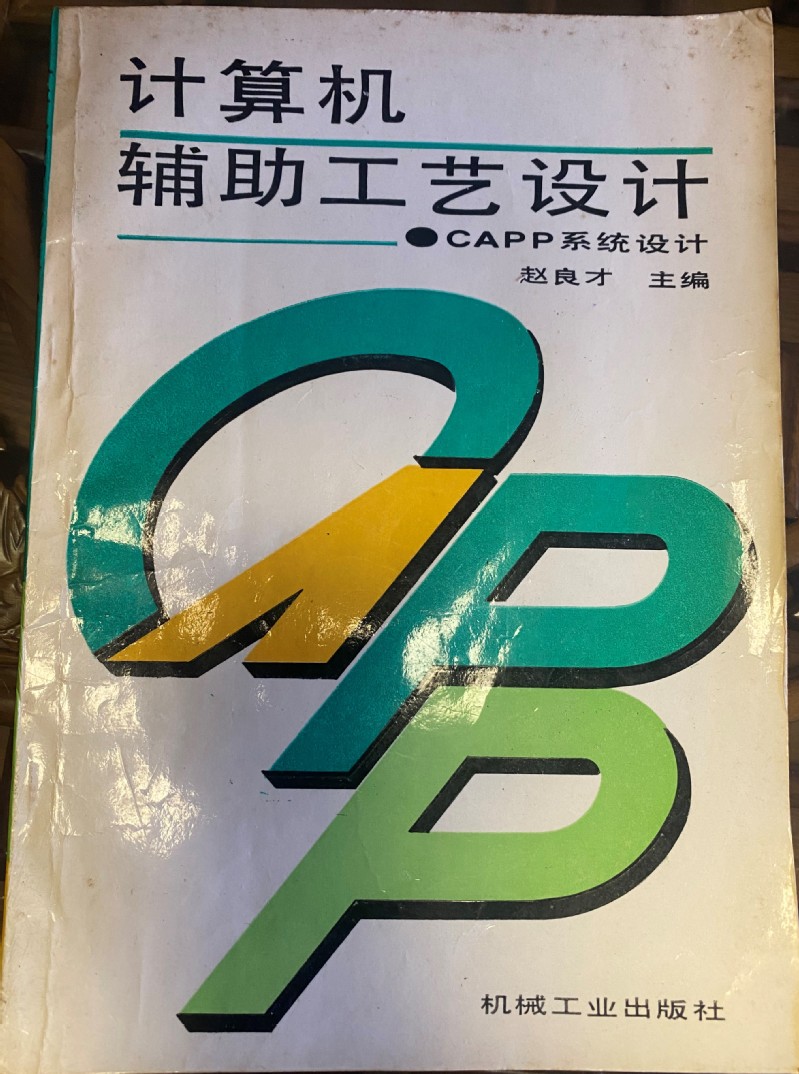 计算机
辅助工艺设计
●CAPP系统设计
赵良才 主编
CAPP
机械工业出版社